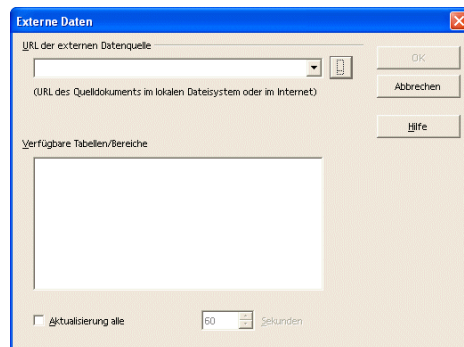 Externe Daten
URL der externen Datenquelle
OK
(URL des Quelldokuments im lokalen Dateisystem oder im Internet)
Abbrechen
Hilfe
Verfügbare Tabellen/Bereiche
Aktualisierung alle 60 Sekunden